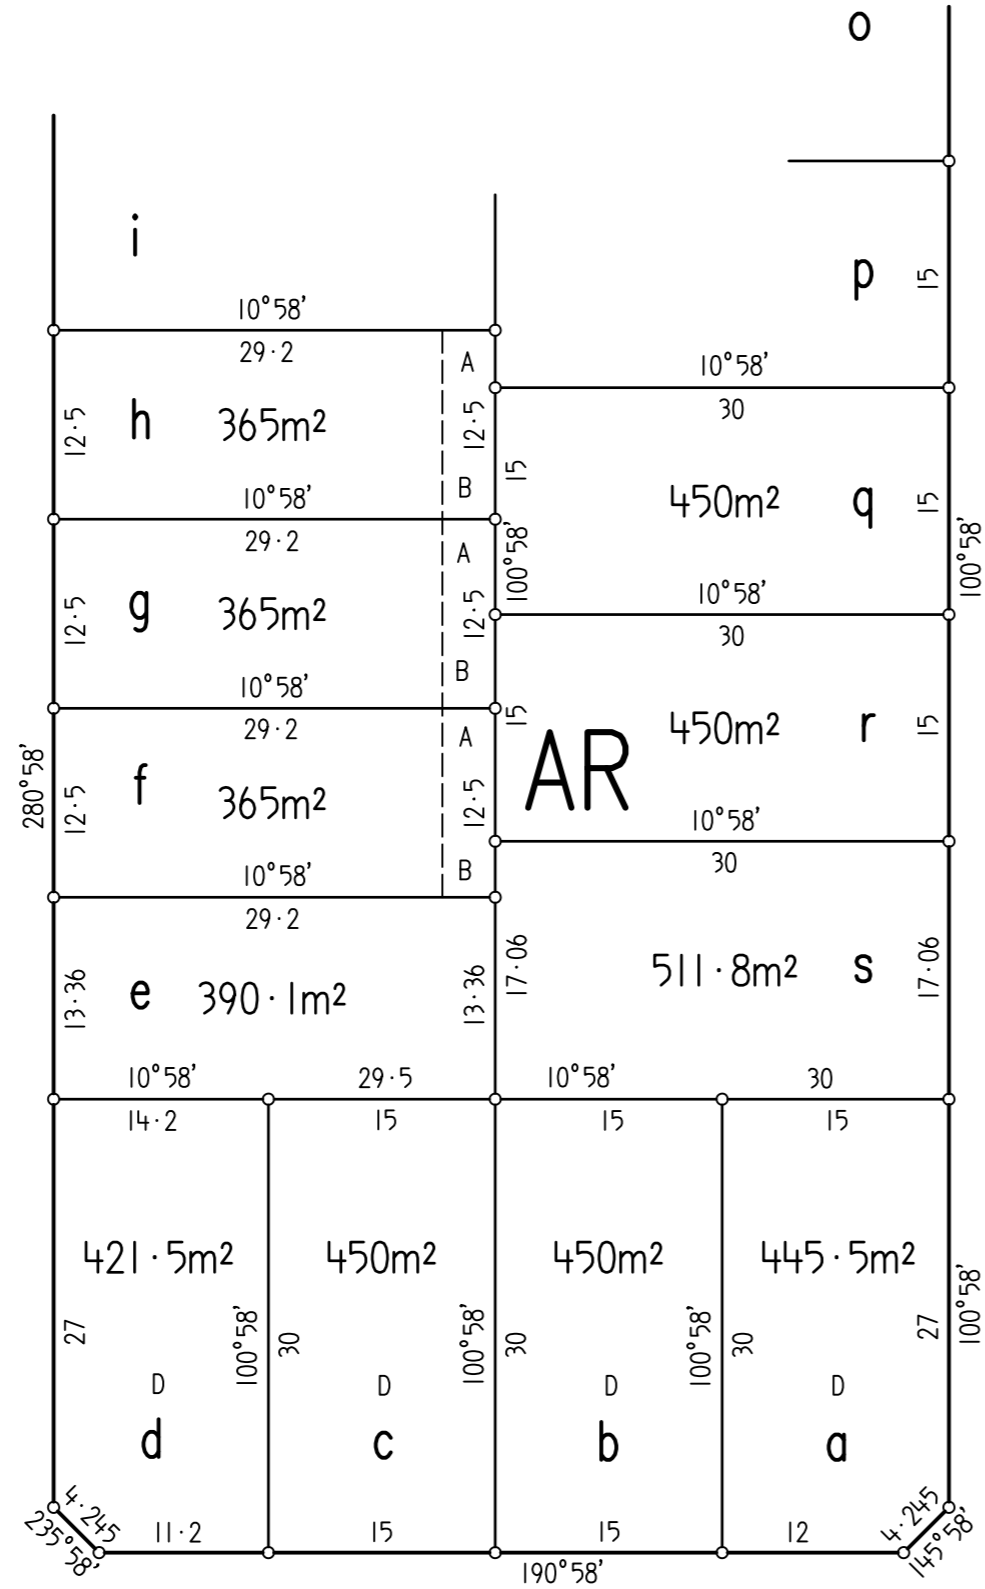 o
p
15
i
10°58'
29·2
h
365m²
12·5
A
12·5
B
10°58'
30
15
450m²
q
15
10°58'
29·2
g
365m²
12·5
A
12·5
B
100°58'
100°58'
10°58'
30
15
450m²
r
15
AR
10°58'
29·2
f
365m²
12·5
A
12·5
B
280°58'
10°58'
30
17·06
511·8m²
s
17·06
10°58'
29·2
e
390·1m²
13·36
13·36
10°58'
29·5
10°58'
30
14·2
15
15
15
421·5m²
450m²
450m²
445·5m²
27
100°58'
30
100°58'
30
100°58'
30
27
100°58'
D
D
D
D
d
c
b
a
4·245
235°58'
11·2
15
15
12
4·245
145°58'
190°58'